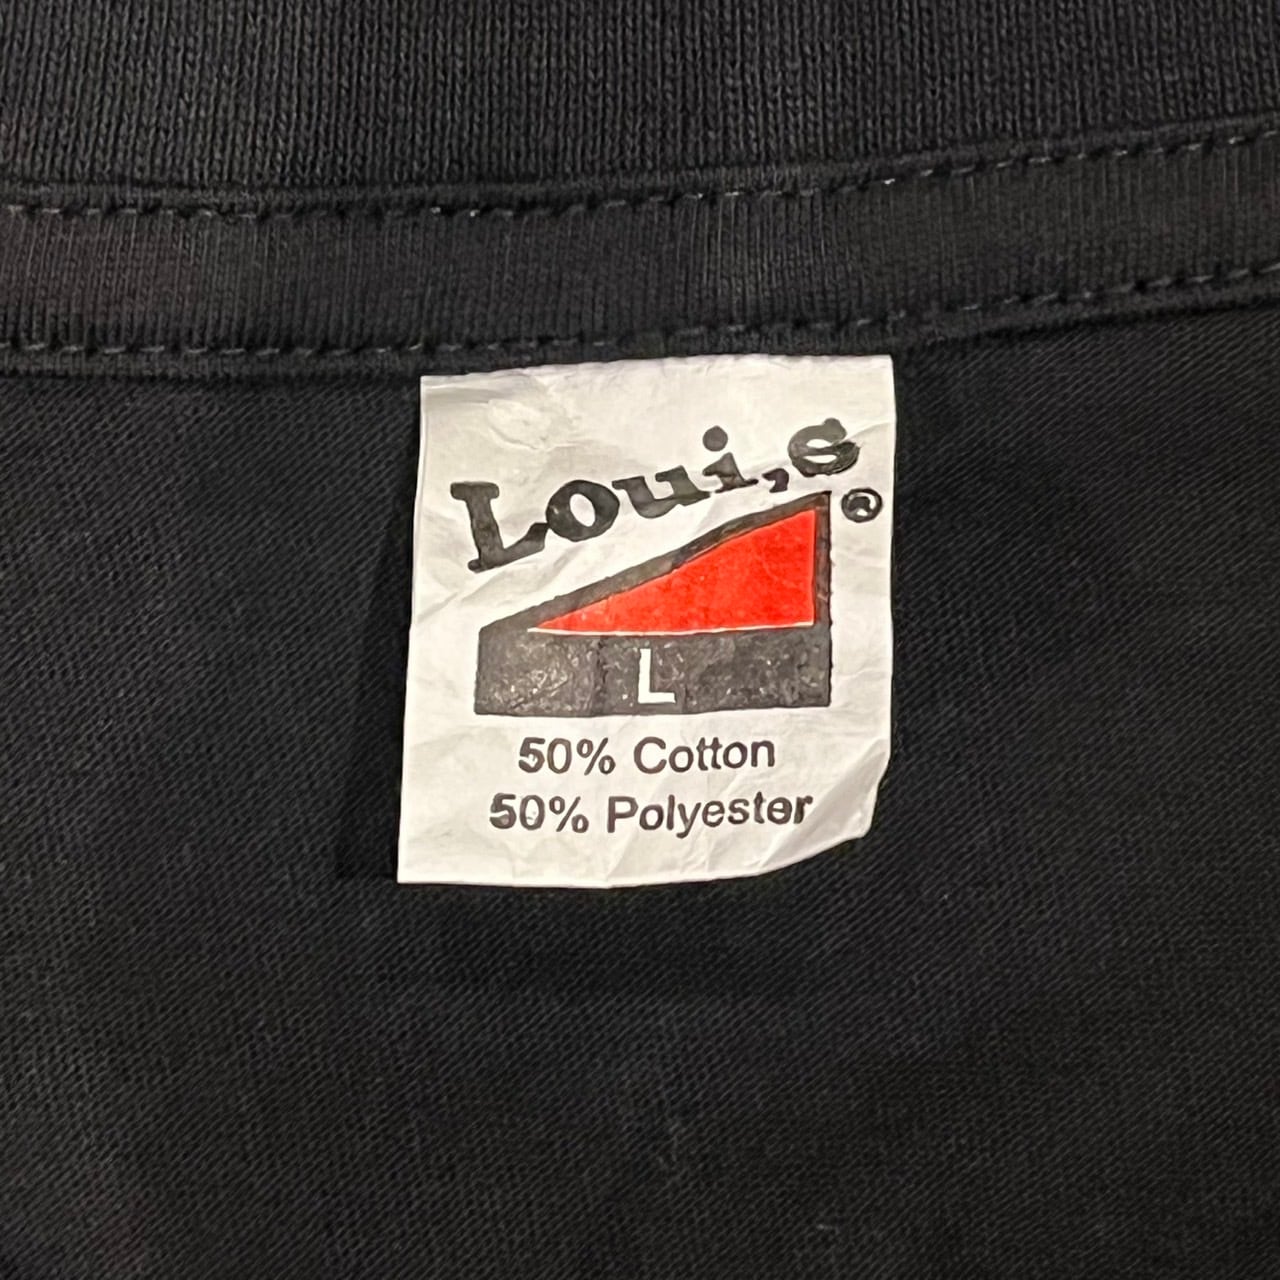 Loui,s ®
L
50% Cotton
50% Polyester